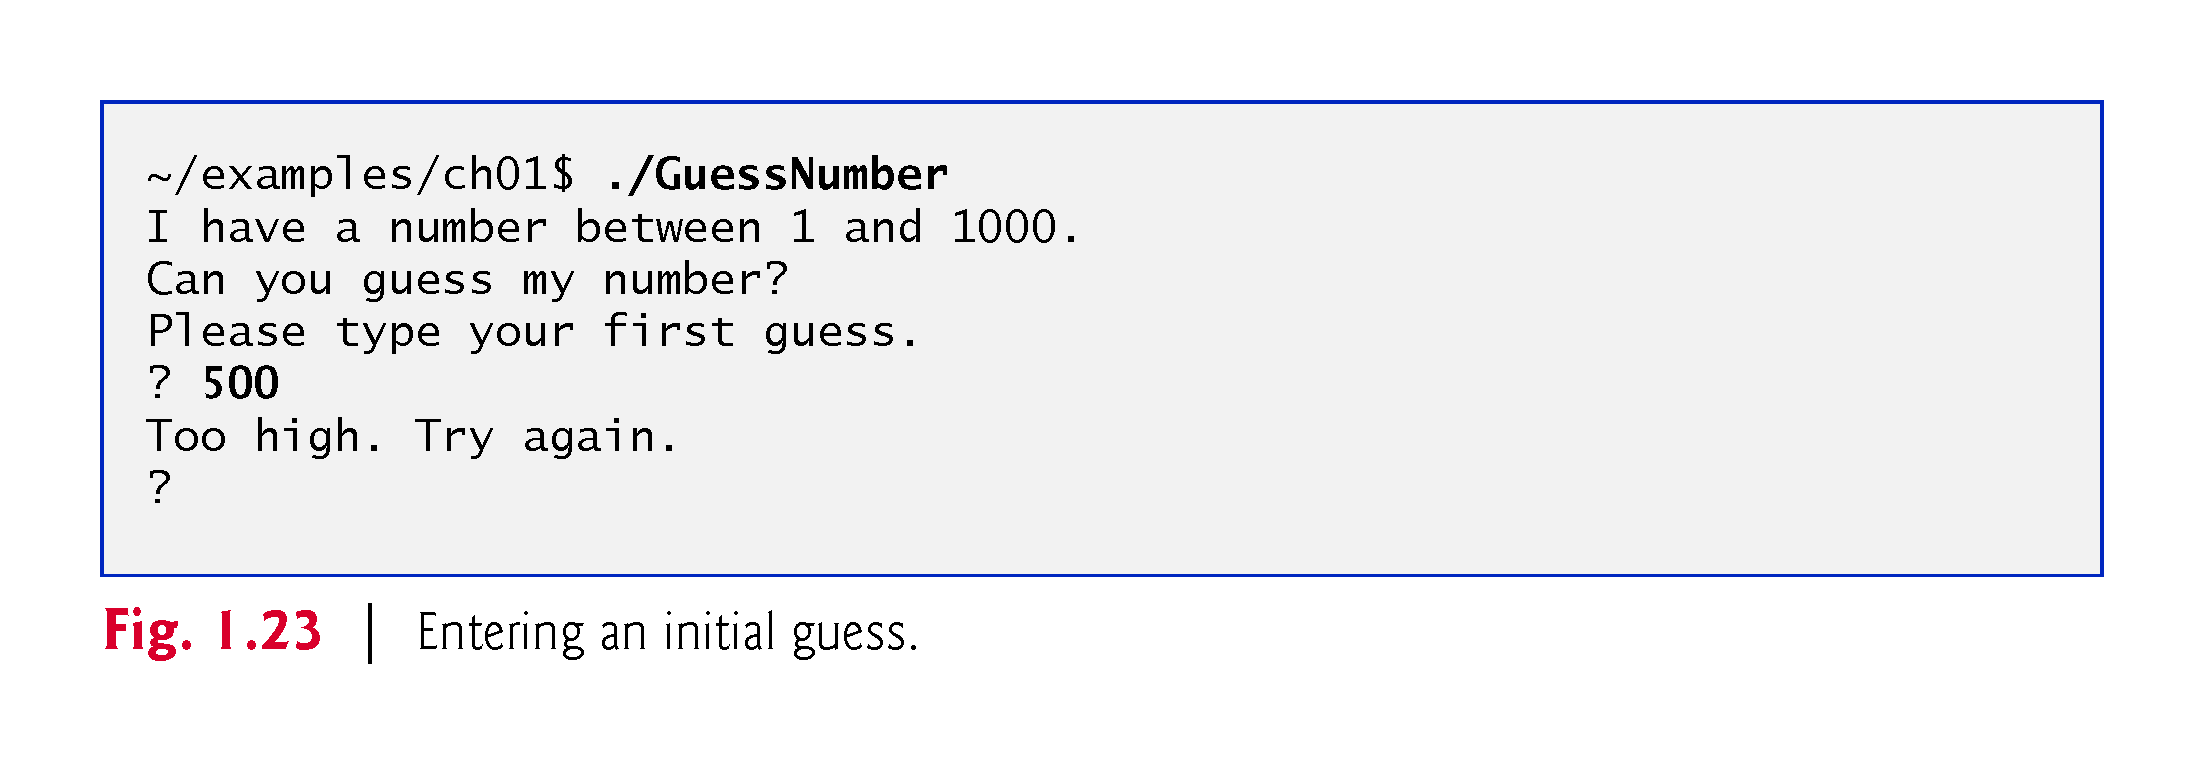 ~/examples/ch01$ ./GuessNumber
I have a number between 1 and 1000.
Can you guess my number?
Please type your first guess.
? 500
Too high. Try again.
?
Fig. 1.23 | Entering an initial guess.